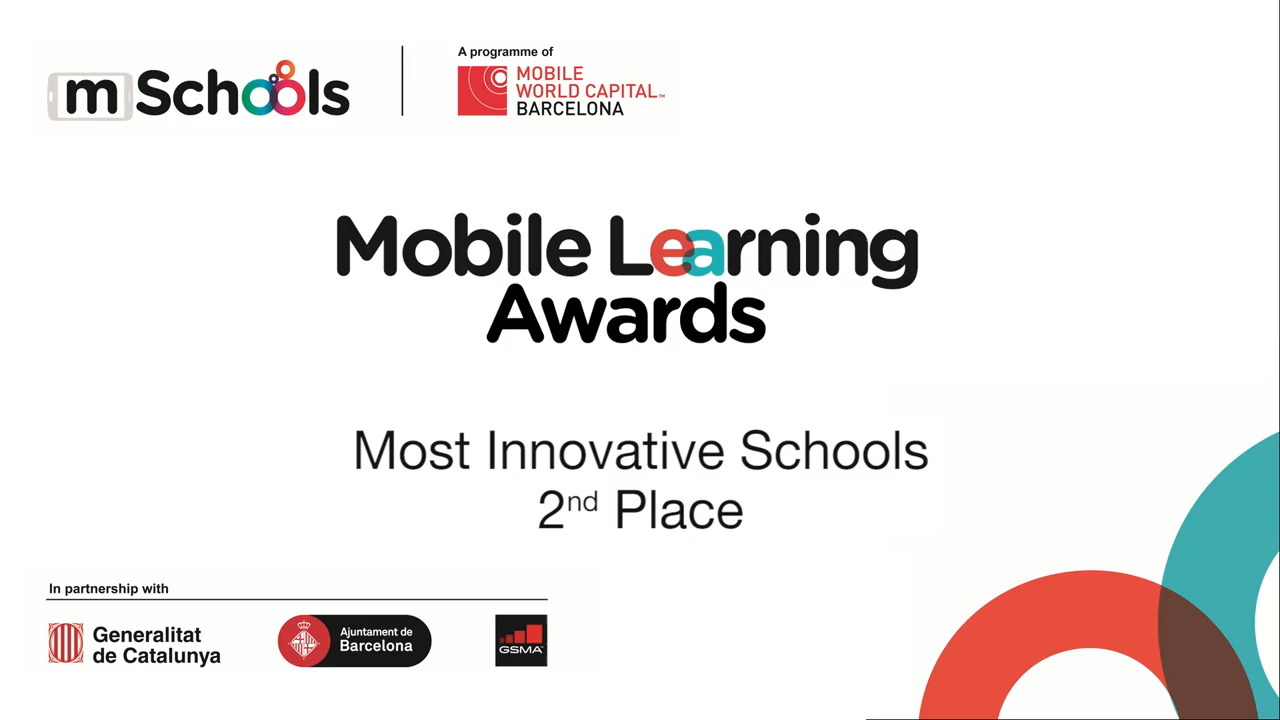 mSchools
A programme of
MOBILE
WORLD CAPITAL™
BARCELONA
Mobile Learning
Awards
Most Innovative Schools
2nd Place
In partnership with
Generalitat
de Catalunya
Ajuntament de
Barcelona
GSMA